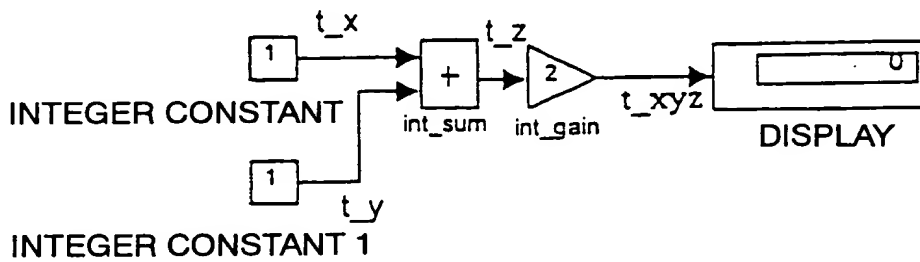 t_x
1
INTEGER CONSTANT
+
int_sum
t_z
2
int_gain
t_xyz
0
DISPLAY
1
t_y
INTEGER CONSTANT 1